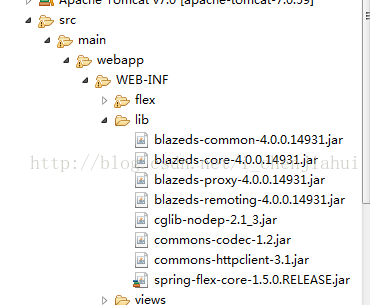 Apache Tomcat v7.0 [apache-tomcat-7.0.59]
src
main
webapp
WEB-INF
flex
lib
blazeds-common-4.0.0.14931.jar
blazeds-core-4.0.0.14931.jar
blazeds-proxy-4.0.0.14931.jar
blazeds-remoting-4.0.0.14931.jar
cglib-nodep-2.1_3.jar
commons-codec-1.2.jar
commons-httpclient-3.1.jar
spring-flex-core-1.5.0.RELEASE.jar
views